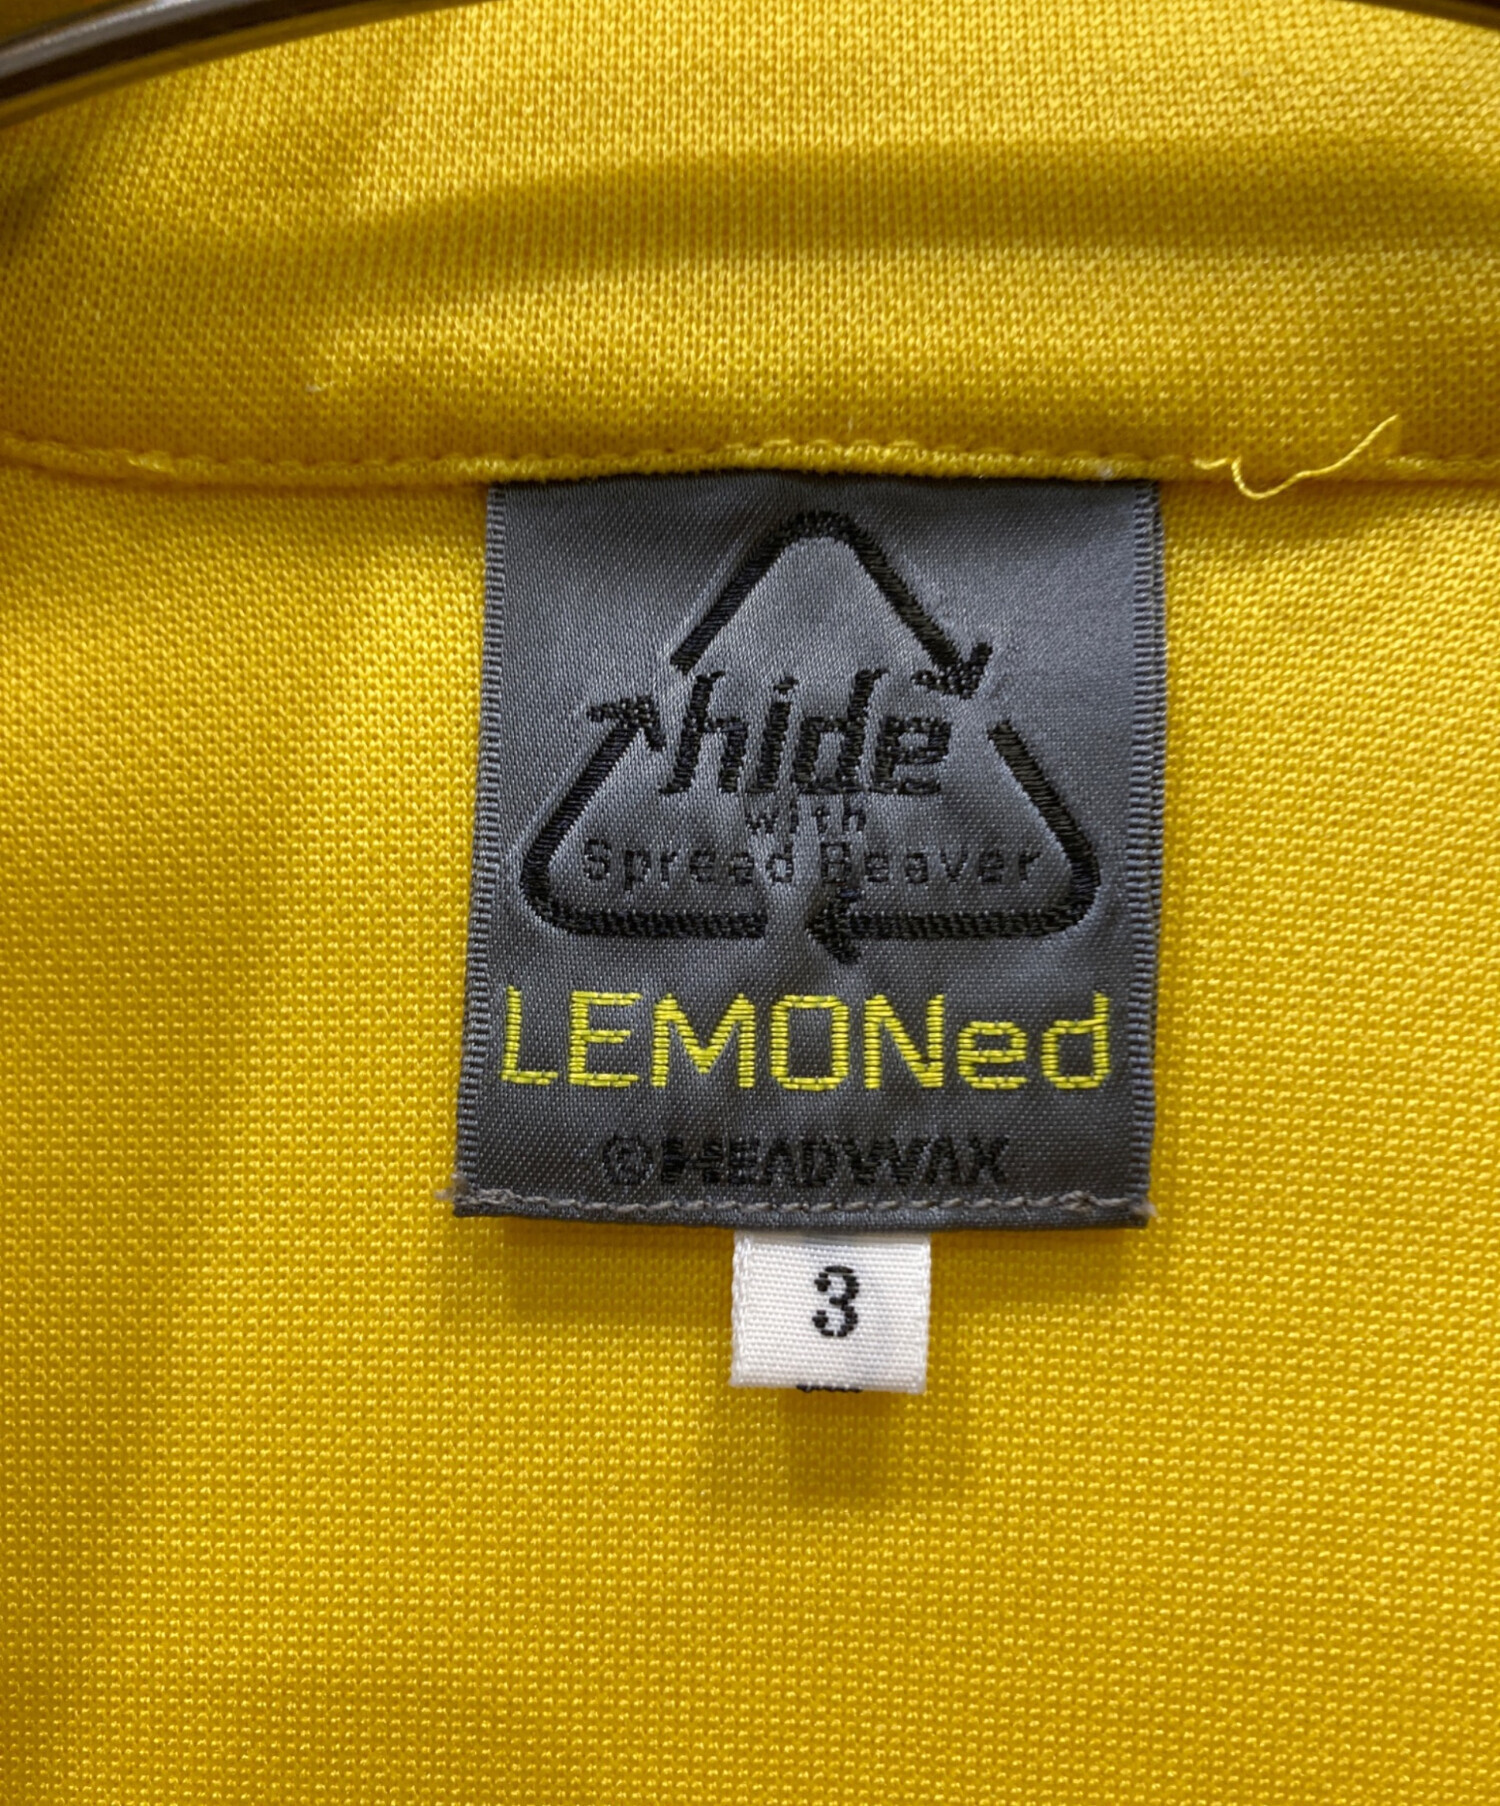 hide
with
Spread Beaver
LEMONed
©HEADWAX
3